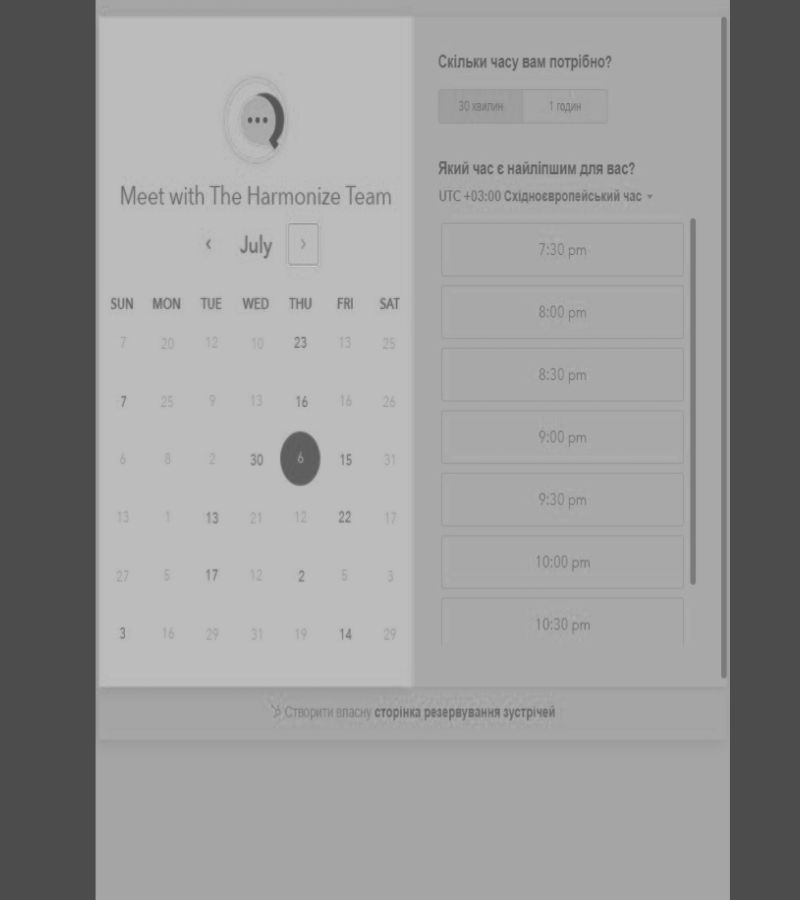 Meet with The Harmonize Team
‹ July ›
SUN MON TUE WED THU FRI SAT
7 20 12 10 23 13 25
7 25 9 13 16 16 26
6 8 2 30 6 15 31
13 1 13 21 12 22 17
27 5 17 12 2 5 3
3 16 29 31 19 14 29
Скільки часу вам потрібно?
30 хвилин 1 годин
Який час є найліпшим для вас?
UTC +03:00 Східноєвропейський час
7:30 pm
8:00 pm
8:30 pm
9:00 pm
9:30 pm
10:00 pm
10:30 pm
Створити власну сторінка резервування зустрічей